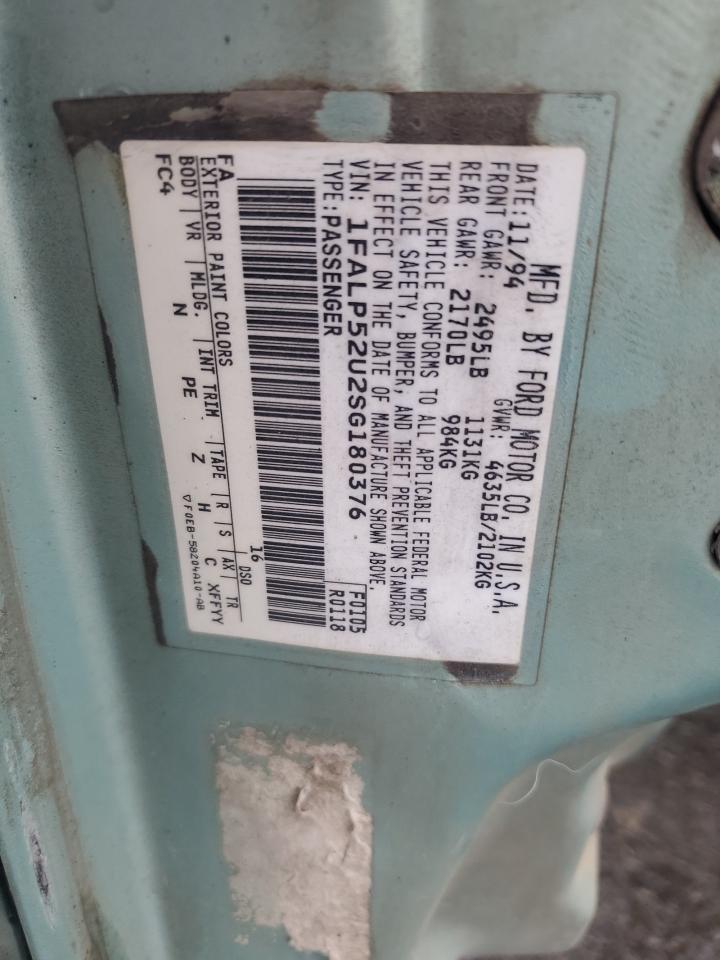 MFD. BY FORD MOTOR CO. IN U.S.A.
DATE: 11/94 GVWR: 4635LB/2102KG
FRONT GAWR: 2495LB 1131KG
REAR GAWR: 2170LB 984KG
THIS VEHICLE CONFORMS TO ALL APPLICABLE FEDERAL MOTOR
VEHICLE SAFETY, BUMPER, AND THEFT PREVENTION STANDARDS
IN EFFECT ON THE DATE OF MANUFACTURE SHOWN ABOVE.
VIN: 1FALP52U2SG180376 F0105
TYPE: PASSENGER R0118
16
FA DSO
EXTERIOR PAINT COLORS
BODY VR MLDG. INT TRIM TAPE R S AX TR
FC4 N PE Z H C XFFYY
▽F0EB-58204A10-AB